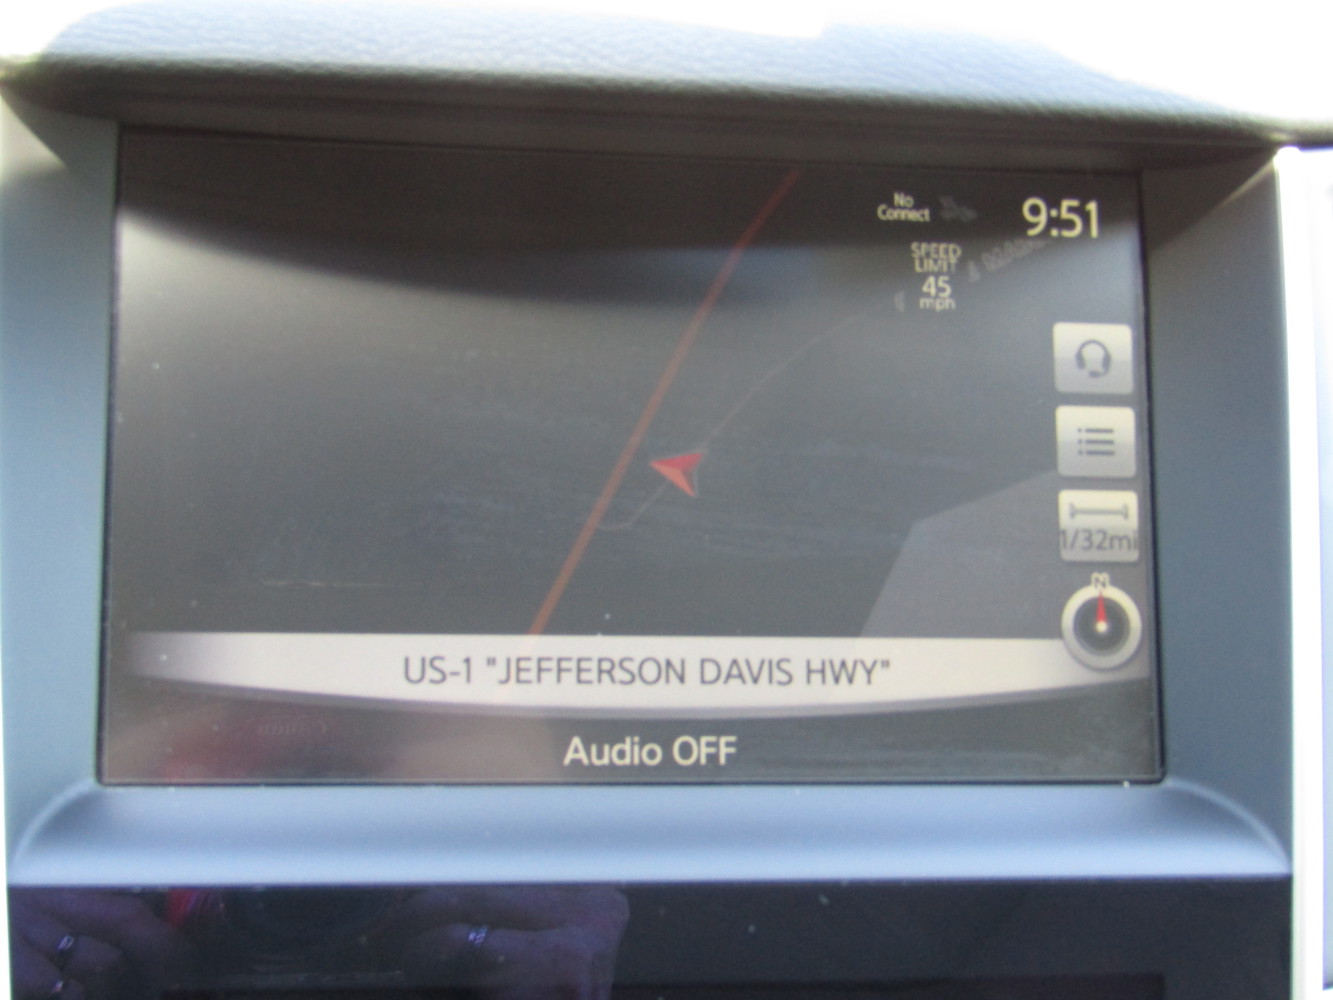 No
Connect
9:51
SPEED
LIMIT
45
mph
1/32mi
N
US-1 "JEFFERSON DAVIS HWY"
Audio OFF